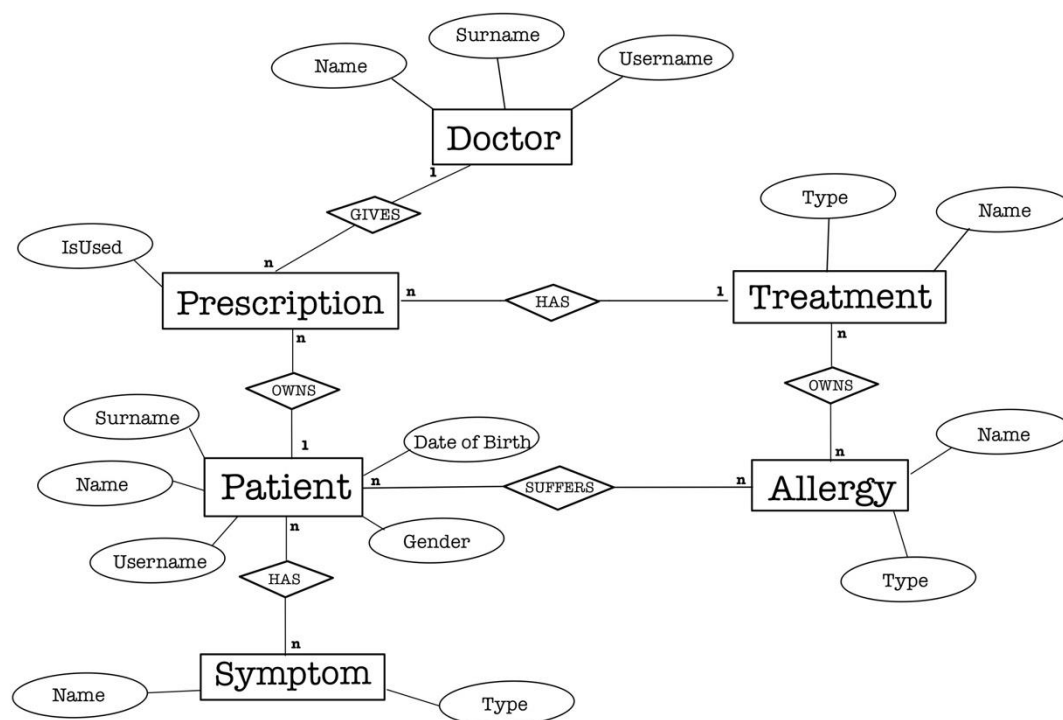 Surname
Name
Username
Doctor
1
GIVES
n
IsUsed
Type
Name
Prescription
n
HAS
1
Treatment
n
n
OWNS
OWNS
Surname
1
Date of Birth
n
Name
Name
Patient
n
SUFFERS
n
Allergy
n
Username
Gender
HAS
Type
n
Symptom
Name
Type